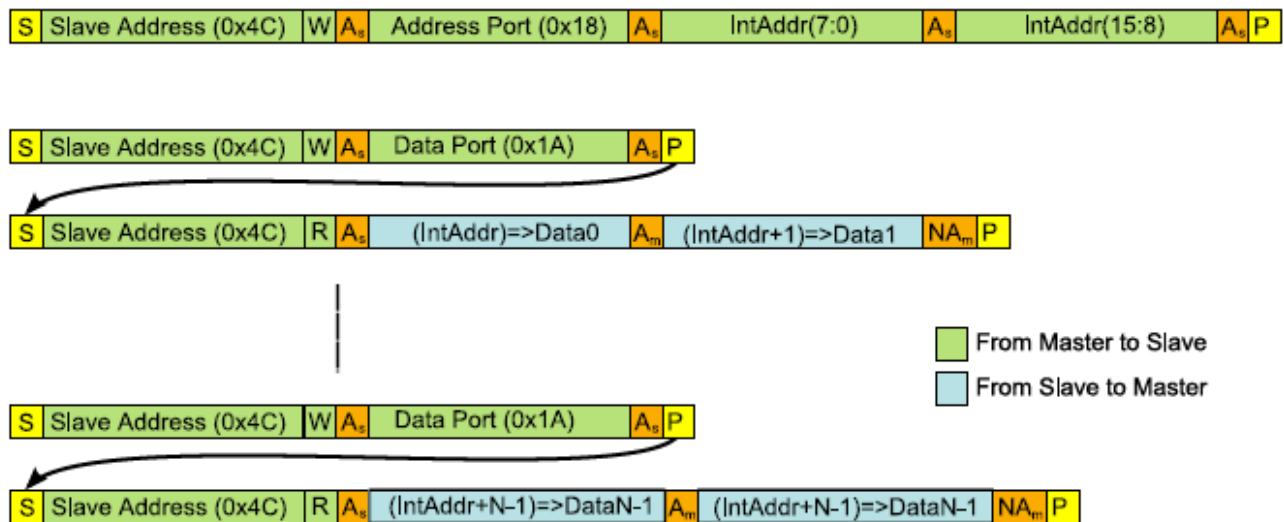 S Slave Address (0x4C) W As Address Port (0x18) As IntAddr(7:0) As IntAddr(15:8) As P
S Slave Address (0x4C) W As Data Port (0x1A) As P
S Slave Address (0x4C) R As (IntAddr)=>Data0 Am (IntAddr+1)=>Data1 NAm P
From Master to Slave
From Slave to Master
S Slave Address (0x4C) W As Data Port (0x1A) As P
S Slave Address (0x4C) R As (IntAddr+N-1)=>DataN-1 Am (IntAddr+N-1)=>DataN-1 NAm P